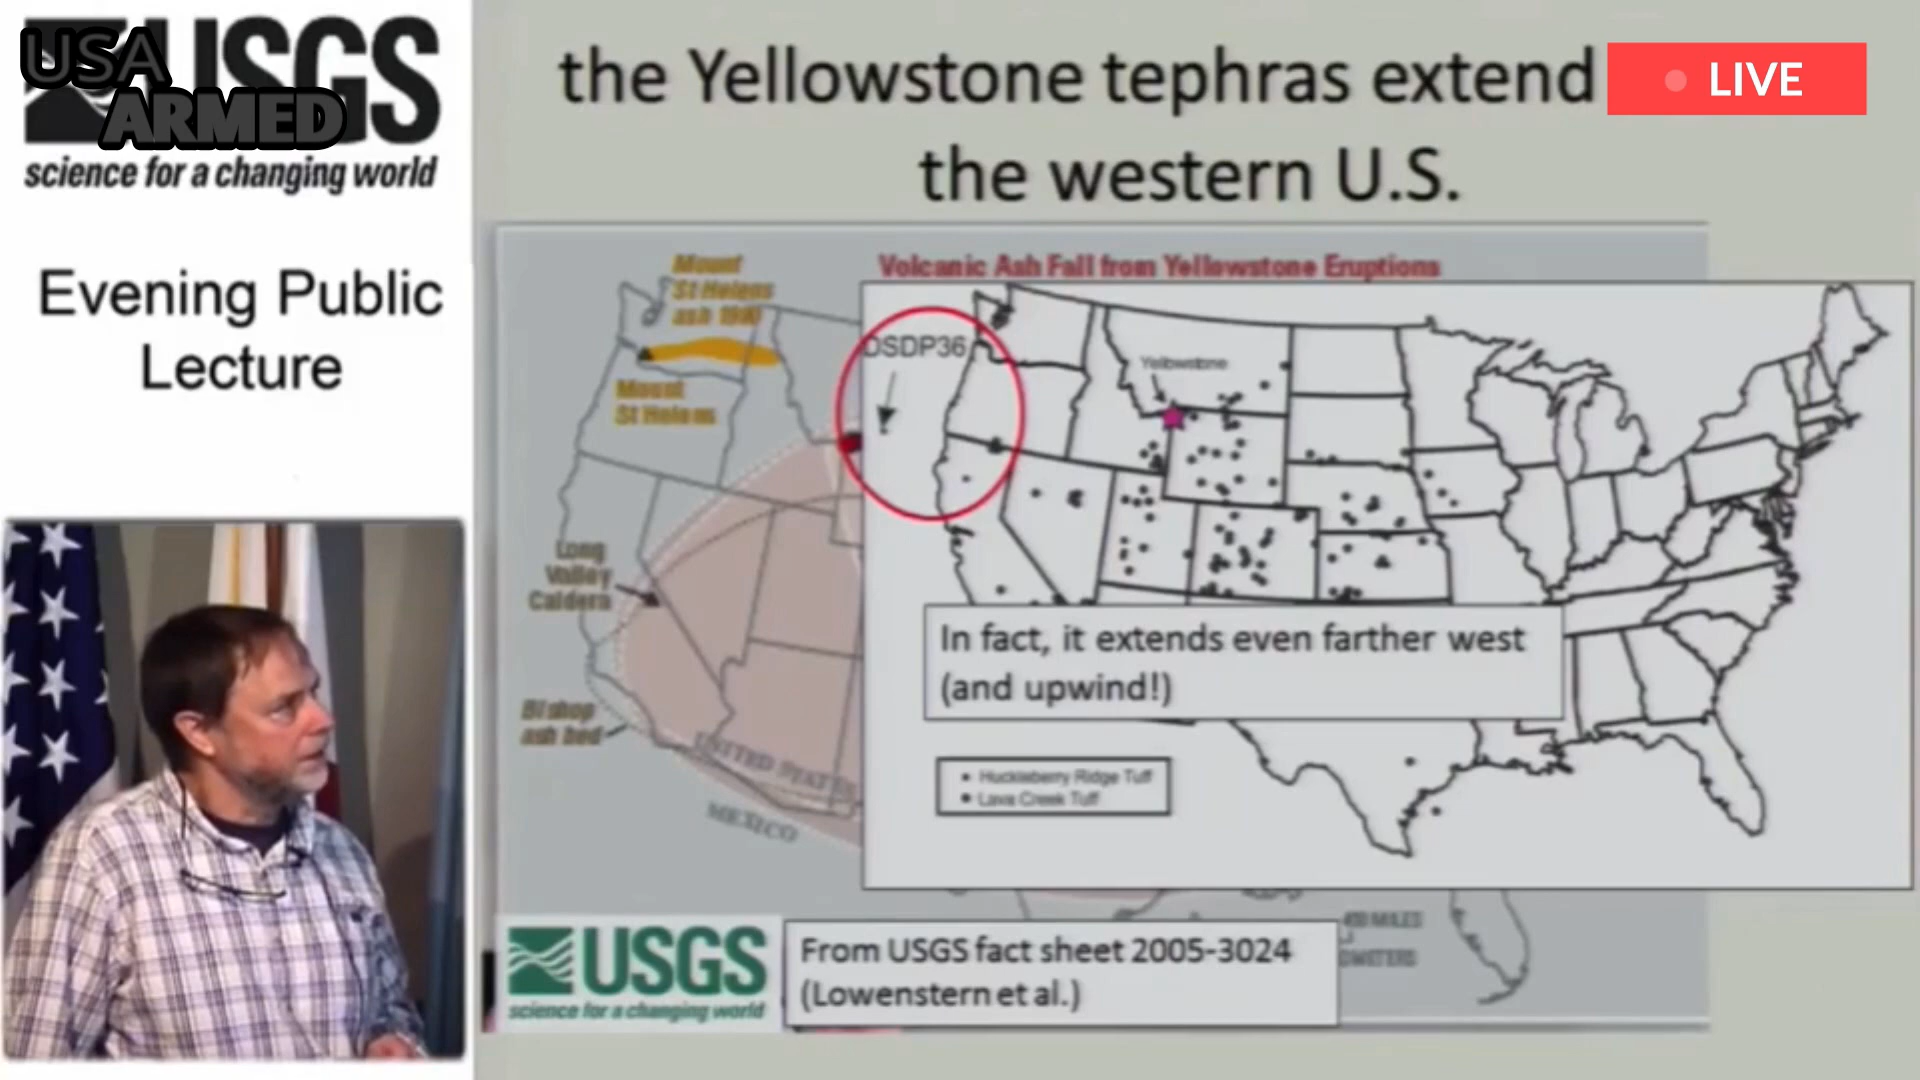 USA
ARMED
USGS
science for a changing world
Evening Public
Lecture
LIVE
the Yellowstone tephras extend
the western U.S.
Volcanic Ash Fall from Yellowstone Eruptions
Mount
St Helens
ash 1980
Mount
St Helens
Long
Valley
Caldera
Bishop
ash bed
UNITED STATES
MEXICO
DSDP36
Yellowstone
In fact, it extends even farther west
(and upwind!)
• Huckleberry Ridge Tuff
• Lava Creek Tuff
USGS
science for a changing world
From USGS fact sheet 2005-3024
(Lowenstern et al.)
MILES